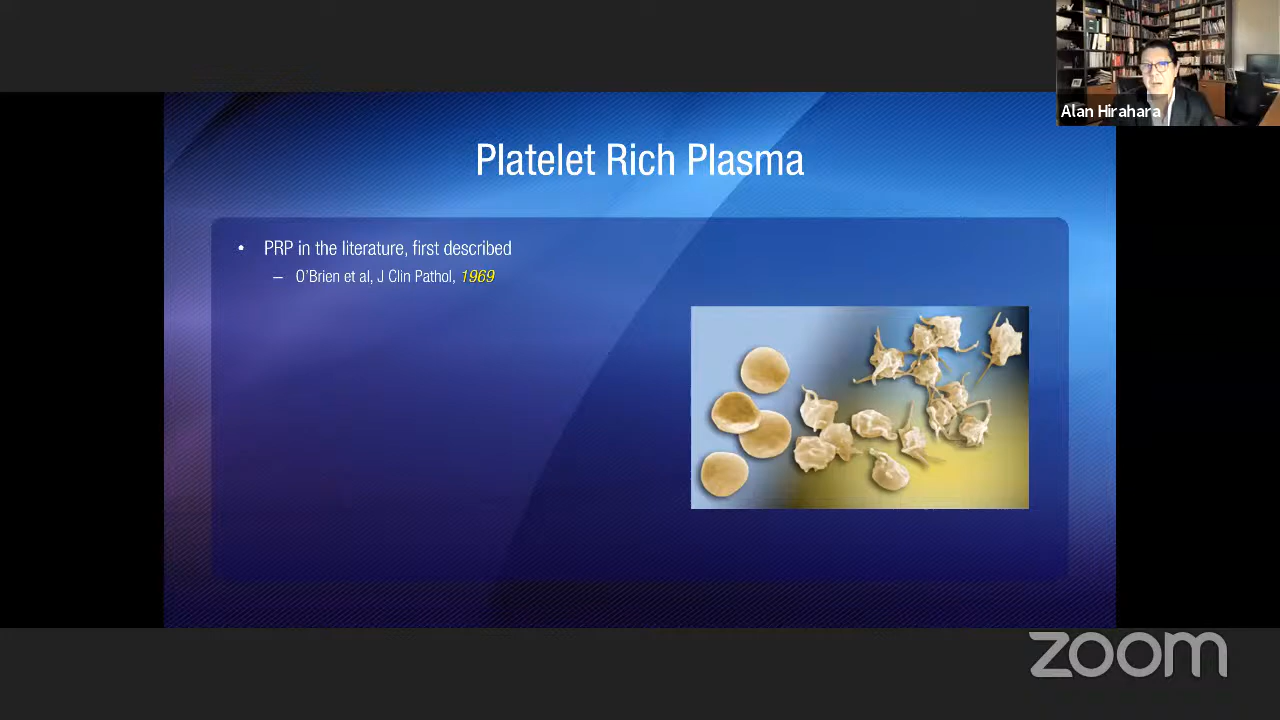 Alan Hirahara
Platelet Rich Plasma
• PRP in the literature, first described
– O'Brien et al, J Clin Pathol, 1969
zoom